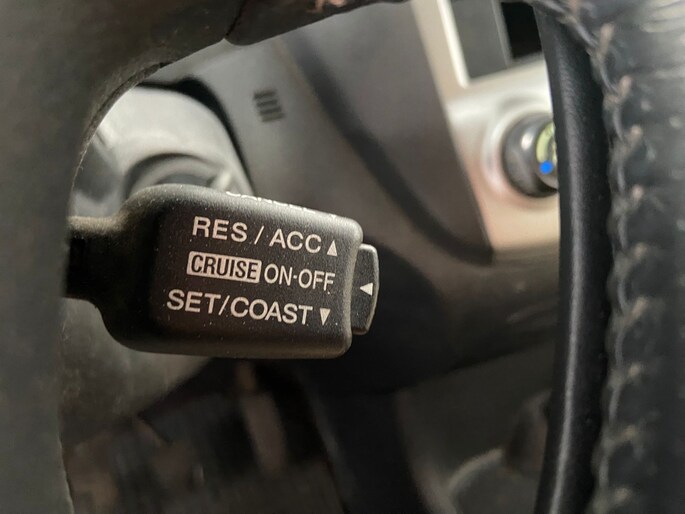 RES / ACC ▲
CRUISE ON-OFF ◄
SET/COAST ▼